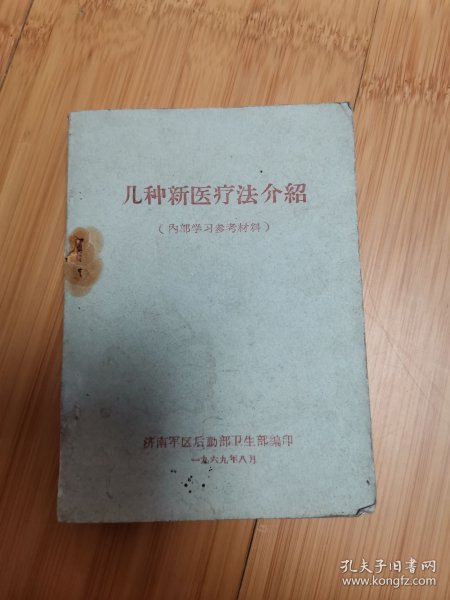 几种新医疗法介紹
（内部学习参考材料）
济南军区后勤部卫生部编印
一九六九年八月
孔夫子旧书网
www.kongfz.com